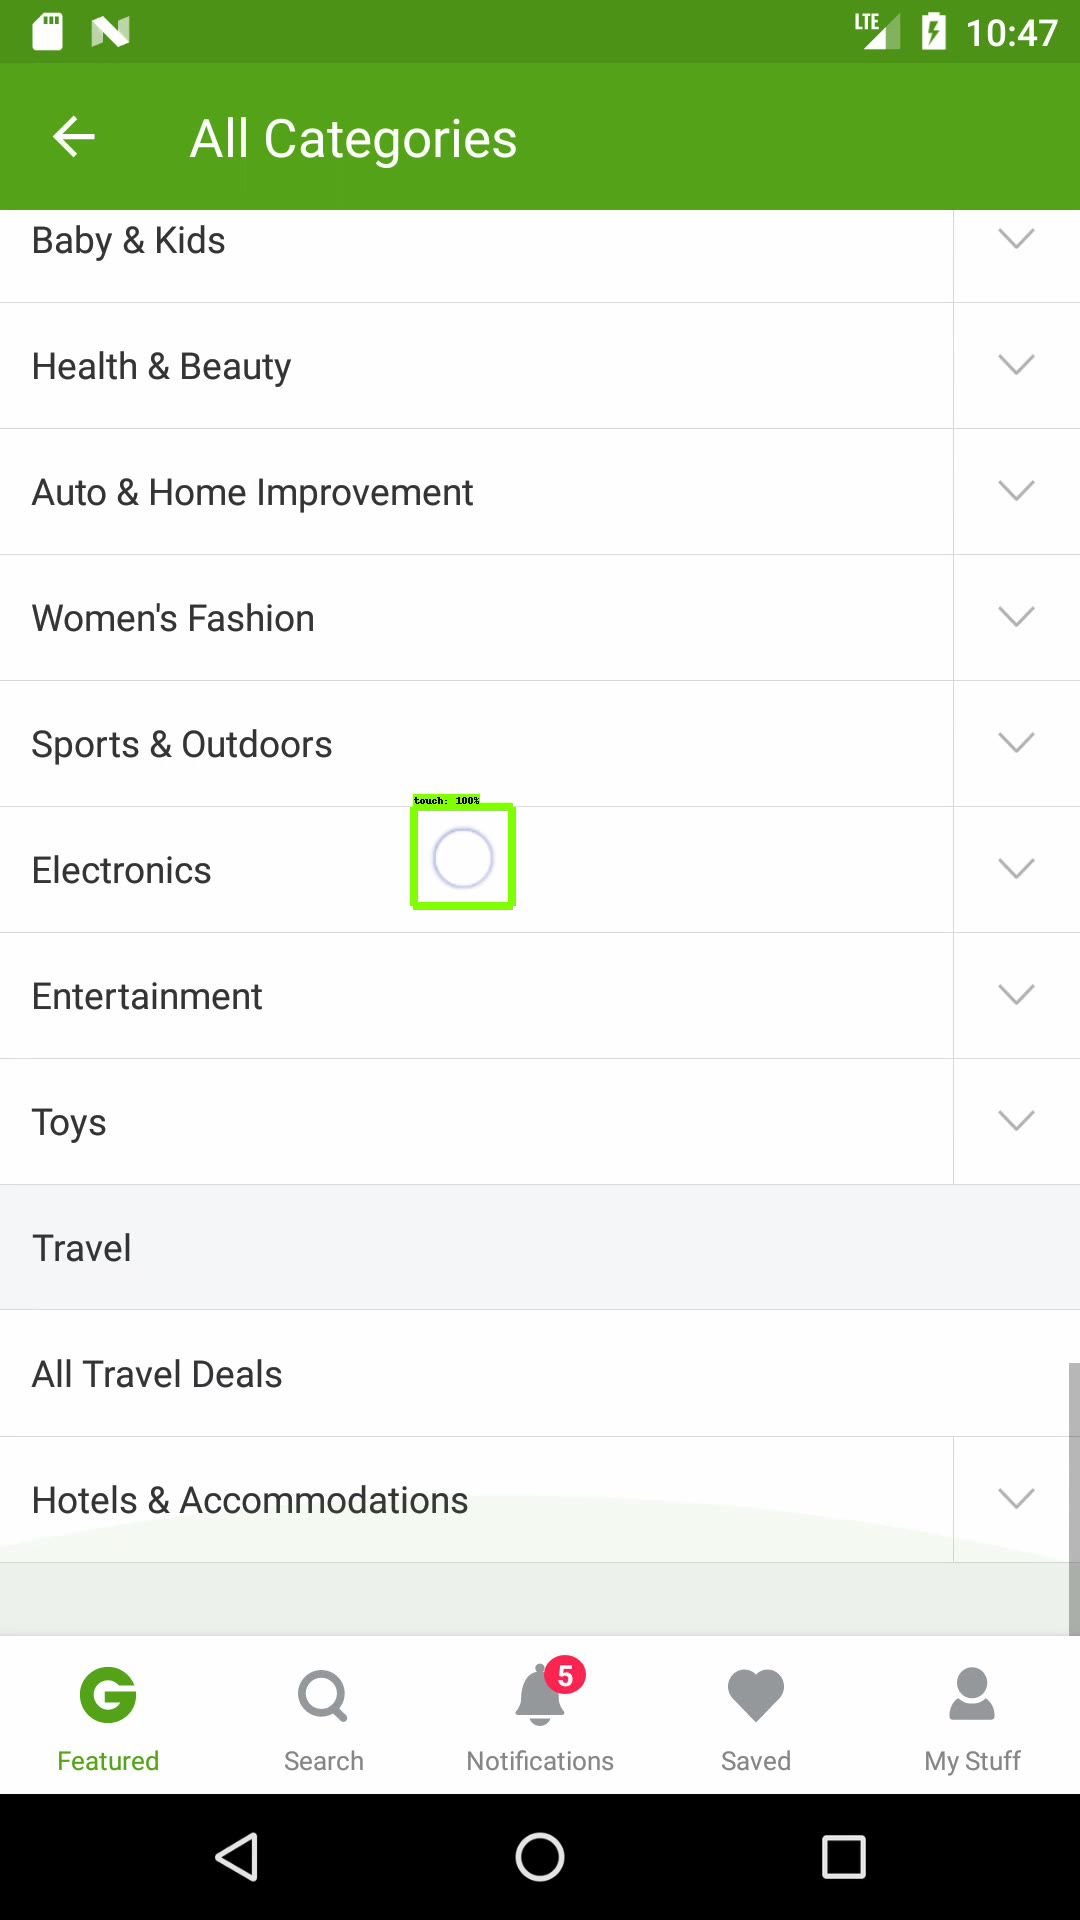 LTE 10:47
All Categories
Baby & Kids
Health & Beauty
Auto & Home Improvement
Women's Fashion
Sports & Outdoors
touch: 100%
Electronics
Entertainment
Toys
Travel
All Travel Deals
Hotels & Accommodations
5
Featured Search Notifications Saved My Stuff